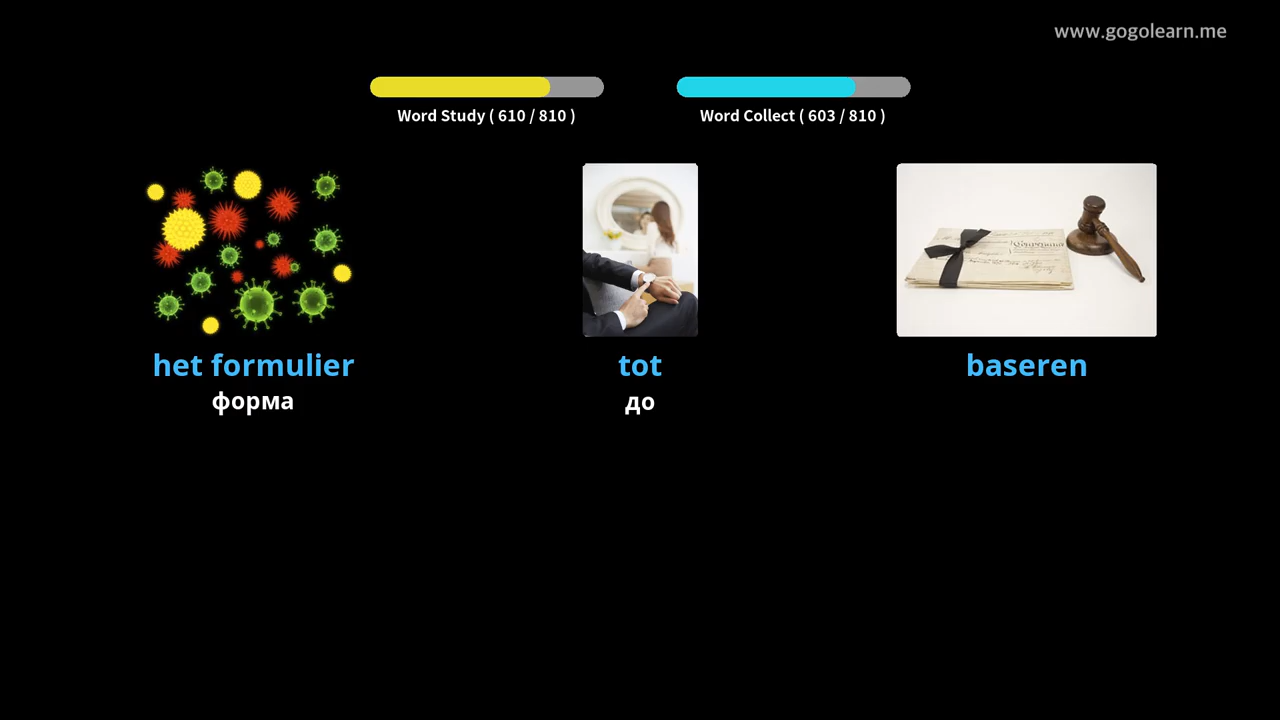 www.gogolearn.me
Word Study ( 610 / 810 )
Word Collect ( 603 / 810 )
het formulier
форма
tot
до
baseren